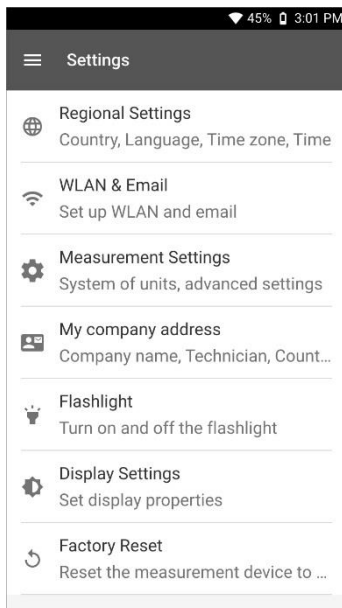 45% 3:01 PM
Settings
Regional Settings
Country, Language, Time zone, Time
WLAN & Email
Set up WLAN and email
Measurement Settings
System of units, advanced settings
My company address
Company name, Technician, Count...
Flashlight
Turn on and off the flashlight
Display Settings
Set display properties
Factory Reset
Reset the measurement device to ...